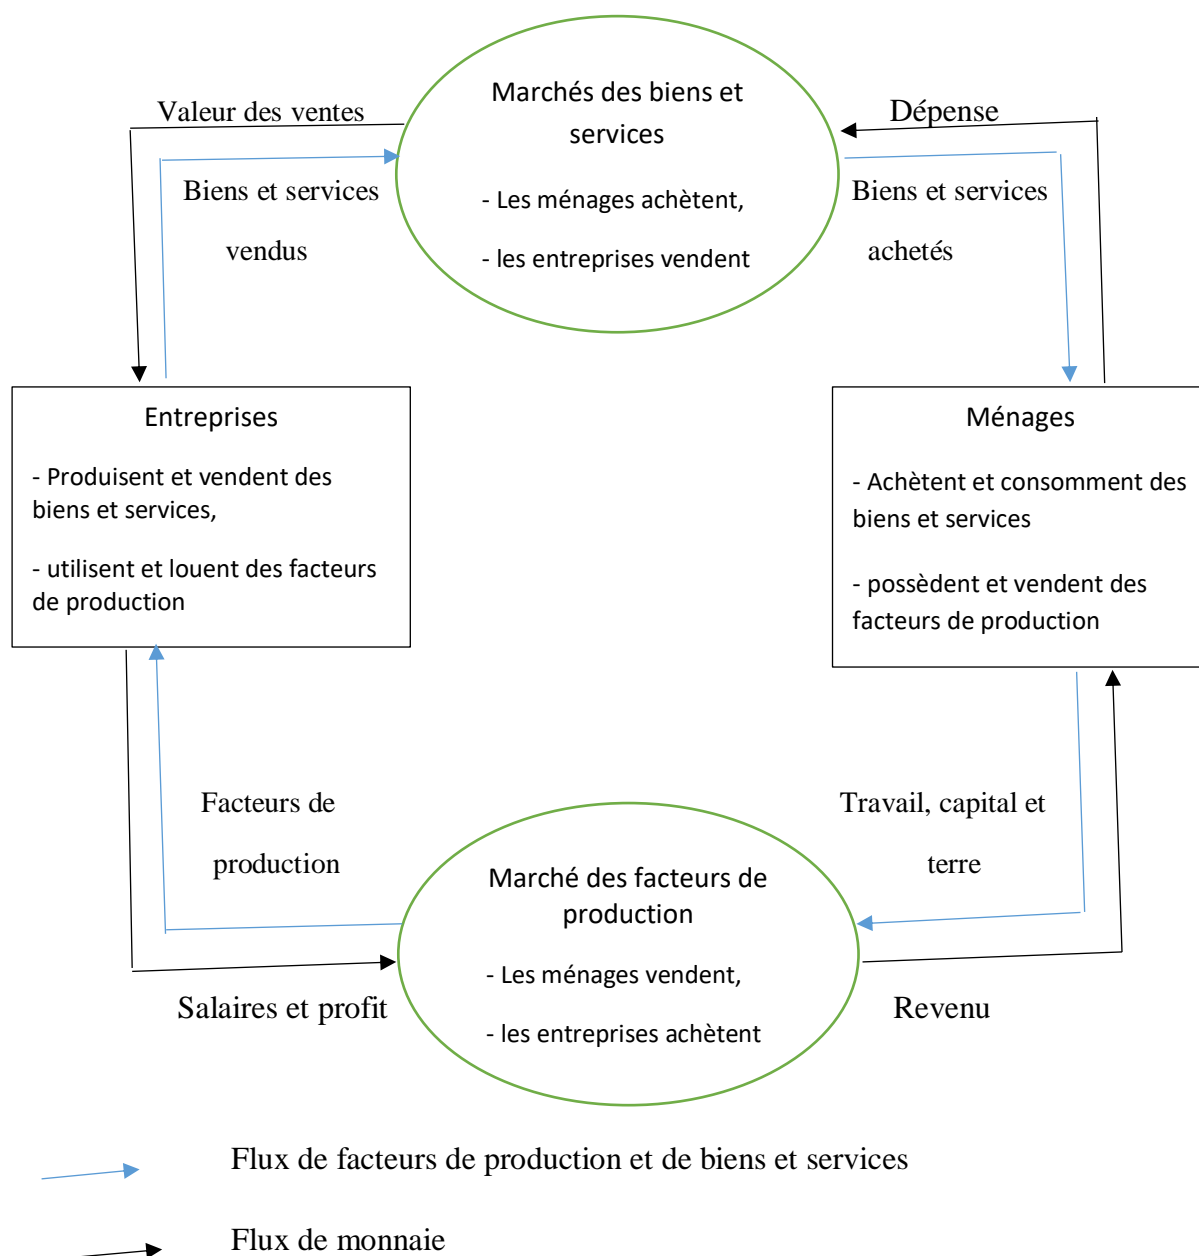 Marchés des biens et
services
- Les ménages achètent,
- les entreprises vendent
Valeur des ventes
Biens et services
vendus
Dépense
Biens et services
achetés
Entreprises
- Produisent et vendent des
biens et services,
- utilisent et louent des facteurs
de production
Ménages
- Achètent et consomment des
biens et services
- possèdent et vendent des
facteurs de production
Facteurs de
production
Salaires et profit
Marché des facteurs de
production
- Les ménages vendent,
- les entreprises achètent
Travail, capital et
terre
Revenu
Flux de facteurs de production et de biens et services
Flux de monnaie